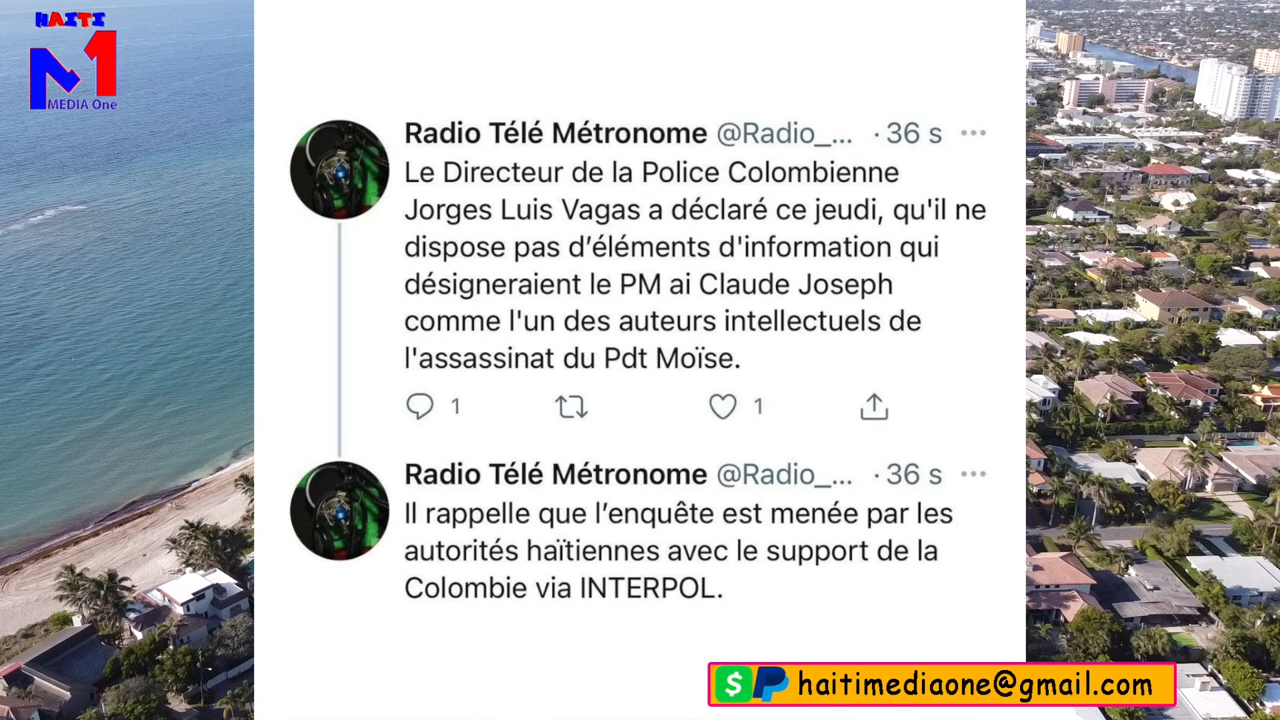 HAITI
M1
MEDIA One
Radio Télé Métronome @Radio_... · 36 s
Le Directeur de la Police Colombienne
Jorges Luis Vagas a déclaré ce jeudi, qu'il ne
dispose pas d’éléments d'information qui
désigneraient le PM ai Claude Joseph
comme l'un des auteurs intellectuels de
l'assassinat du Pdt Moïse.
1 1
Radio Télé Métronome @Radio_... · 36 s
Il rappelle que l’enquête est menée par les
autorités haïtiennes avec le support de la
Colombie via INTERPOL.
$ haitimediaone@gmail.com